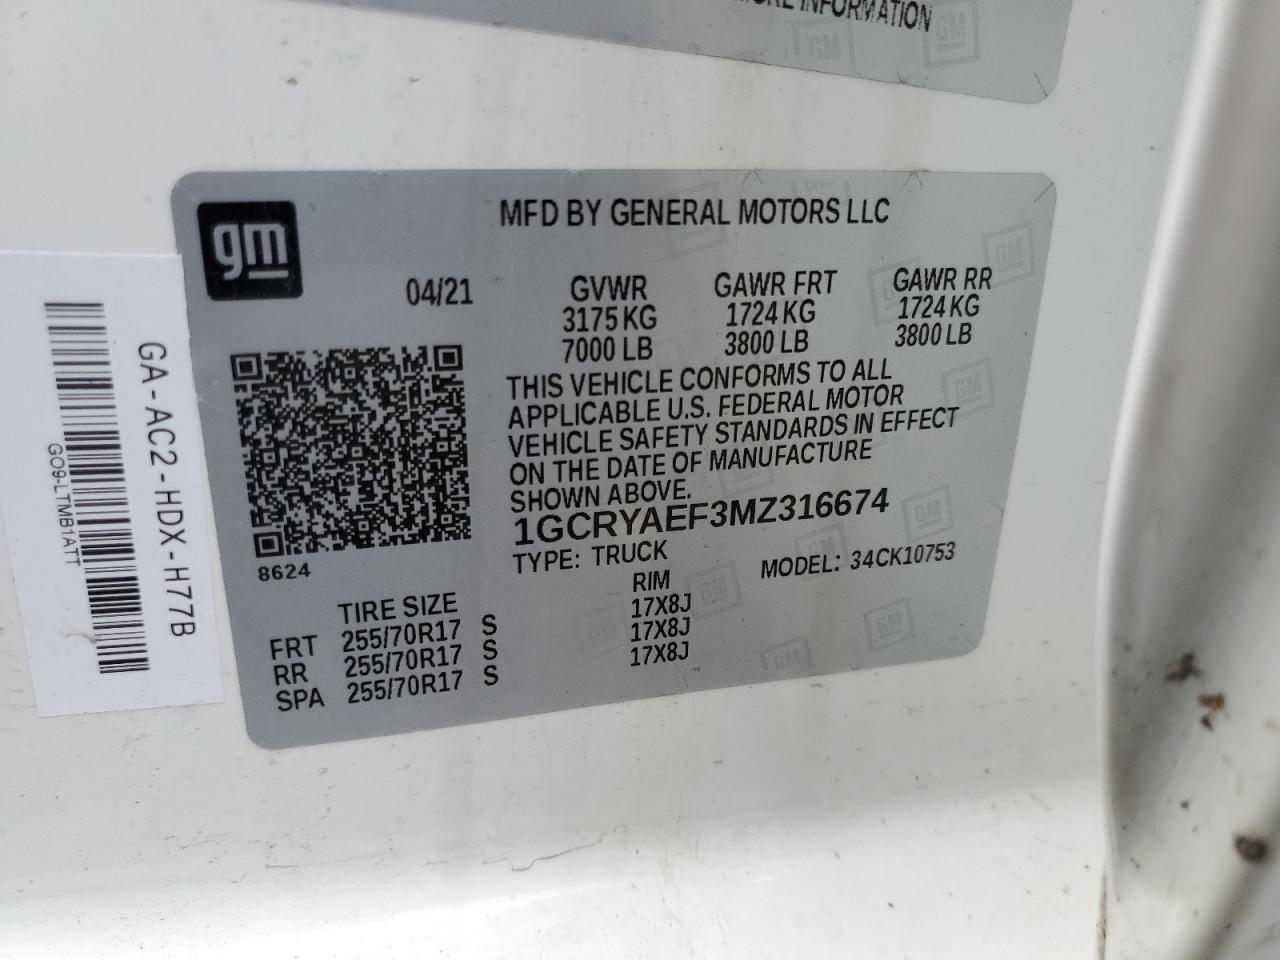 INFORMATION
gm
MFD BY GENERAL MOTORS LLC
04/21
GVWR GAWR FRT GAWR RR
3175 KG 1724 KG 1724 KG
7000 LB 3800 LB 3800 LB
THIS VEHICLE CONFORMS TO ALL
APPLICABLE U.S. FEDERAL MOTOR
VEHICLE SAFETY STANDARDS IN EFFECT
ON THE DATE OF MANUFACTURE
SHOWN ABOVE.
1GCRYAEF3MZ316674
TYPE: TRUCK MODEL: 34CK10753
8624
TIRE SIZE RIM
FRT 255/70R17 S 17X8J
RR 255/70R17 S 17X8J
SPA 255/70R17 S 17X8J
GA-AC2-HDX-H77B
GO9-LTMB1ATT